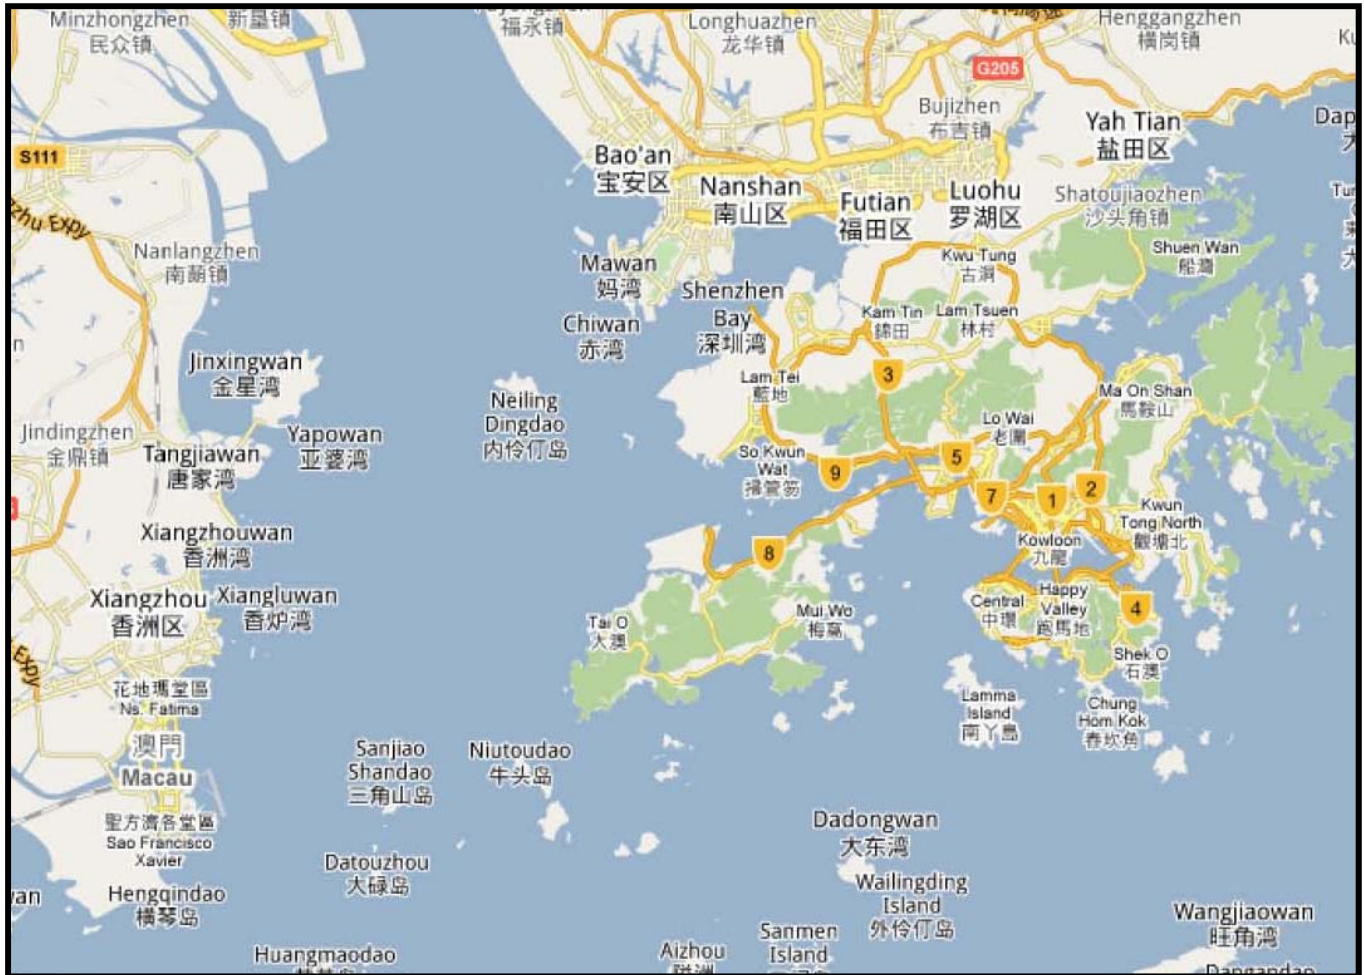 Minzhongzhen
民众镇
新垦镇
福永镇
Longhuazhen
龙华镇
Henggangzhen
横岗镇
G205
Bujizhen
布吉镇
Yah Tian
盐田区
S111
Bao'an
宝安区
Nanshan
南山区
Futian
福田区
Luohu
罗湖区
Shatoujiaozhen
沙头角镇
Expy
Nanlangzhen
南蓢镇
Mawan
妈湾
Shenzhen
Bay
深圳湾
Kwu Tung
古洞
Shuen Wan
船灣
Chiwan
赤湾
Kam Tin
錦田
Lam Tsuen
林村
Jinxingwan
金星湾
Neiling
Dingdao
内伶仃岛
Lam Tei
藍地
3
Ma On Shan
馬鞍山
Jindingzhen
金鼎镇
Tangjiawan
唐家湾
Yapowan
亚婆湾
Lo Wai
老圍
So Kwun
Wat
掃管笏
9
5
7
1
2
Kwun
Tong North
觀塘北
Xiangzhouwan
香洲湾
8
Kowloon
九龍
Xiangzhou
香洲区
Xiangluwan
香炉湾
Tai O
大澳
Mui Wo
梅窩
Central
中環
Happy
Valley
跑馬地
4
Shek O
石澳
Expy
花地瑪堂區
Ns. Fatima
澳門
Macau
Lamma
Island
南丫島
Chung
Hom Kok
舂坎角
Sanjiao
Shandao
三角山岛
Niutoudao
牛头岛
聖方濟各堂區
Sao Francisco
Xavier
Dadongwan
大东湾
Datouzhou
大碌岛
Hengqindao
横琴岛
Wailingding
Island
外伶仃岛
Wangjiaowan
旺角湾
Huangmaodao
Aizhou
Sanmen
Island
Dangandao